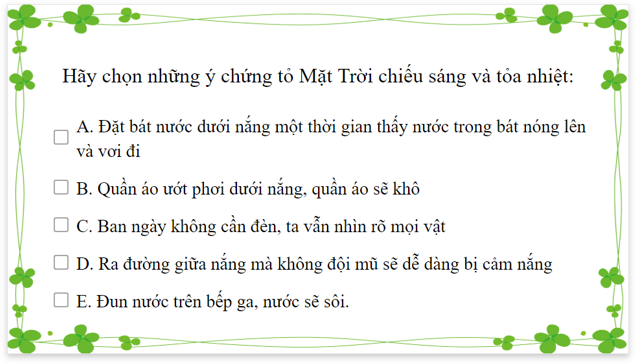 Hãy chọn những ý chứng tỏ Mặt Trời chiếu sáng và tỏa nhiệt:
A. Đặt bát nước dưới nắng một thời gian thấy nước trong bát nóng lên
và vơi đi
B. Quần áo ướt phơi dưới nắng, quần áo sẽ khô
C. Ban ngày không cần đèn, ta vẫn nhìn rõ mọi vật
D. Ra đường giữa nắng mà không đội mũ sẽ dễ dàng bị cảm nắng
E. Đun nước trên bếp ga, nước sẽ sôi.